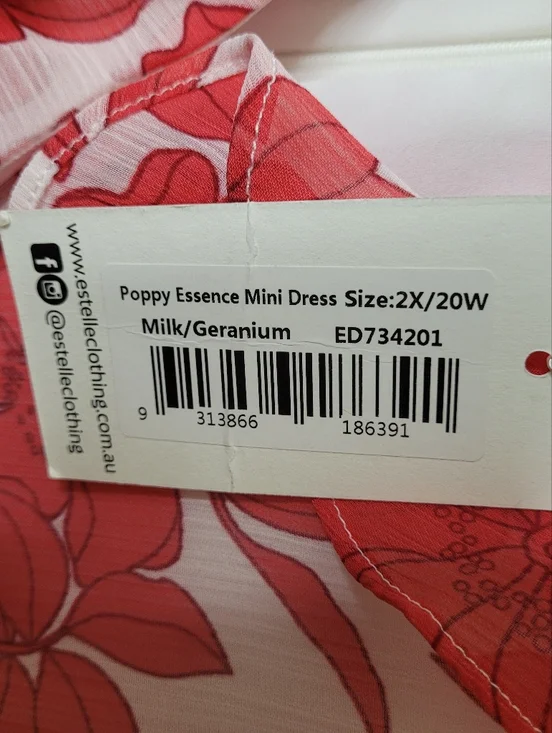 Poppy Essence Mini Dress Size:2X/20W
Milk/Geranium ED734201
9 313866 186391
www.estelleclothing.com.au
@estelleclothing